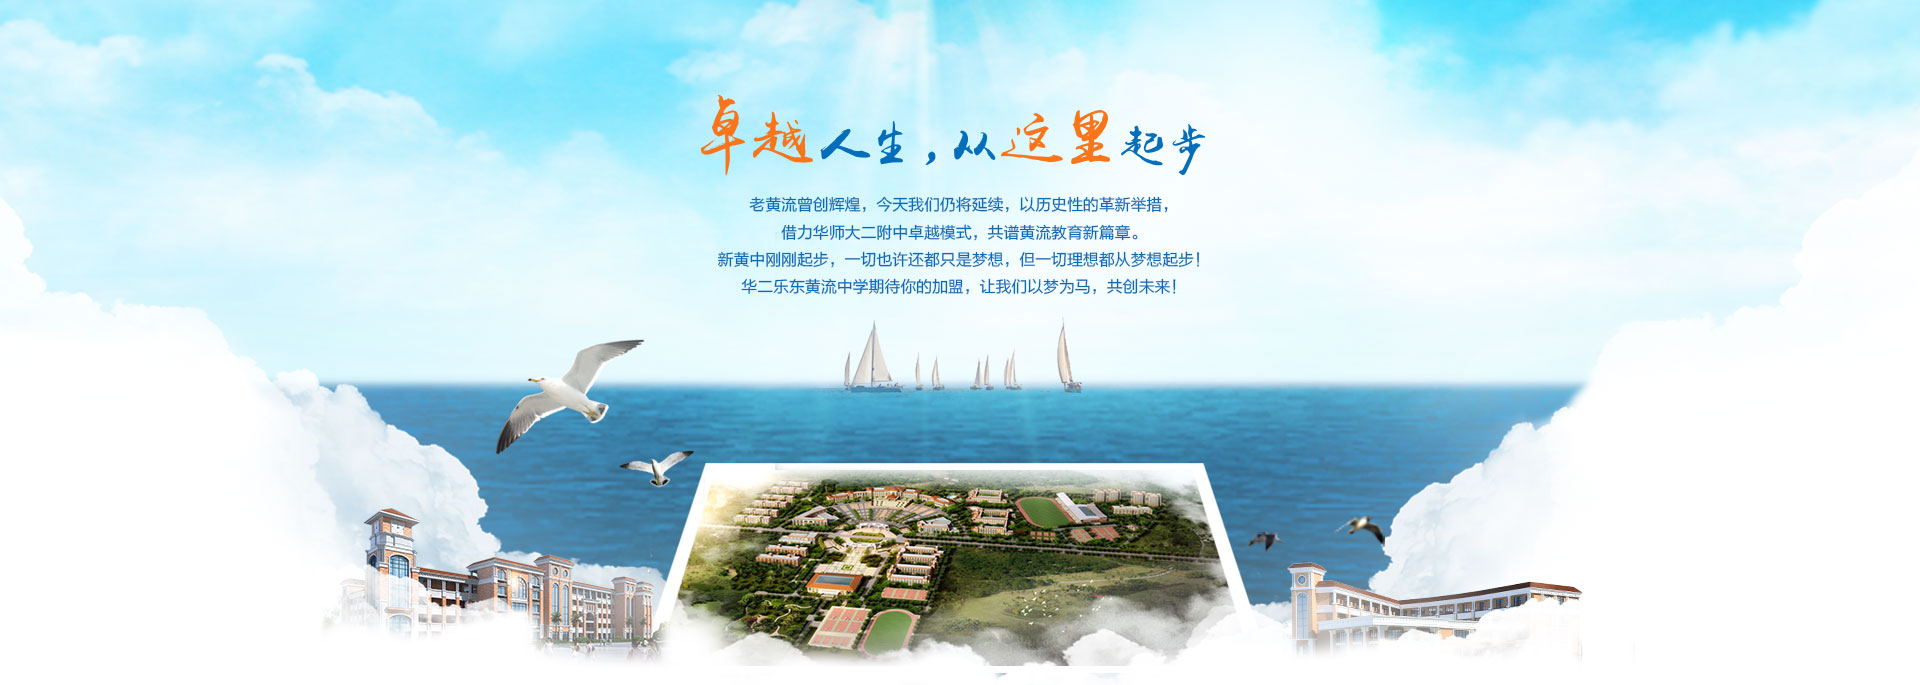 卓越人生，从这里起步
老黄流曾创辉煌，今天我们仍将延续，以历史性的革新举措，
借力华师大二附中卓越模式，共谱黄流教育新篇章。
新黄中刚刚起步，一切也许还都只是梦想，但一切理想都从梦想起步！
华二乐东黄流中学期待你的加盟，让我们以梦为马，共创未来！